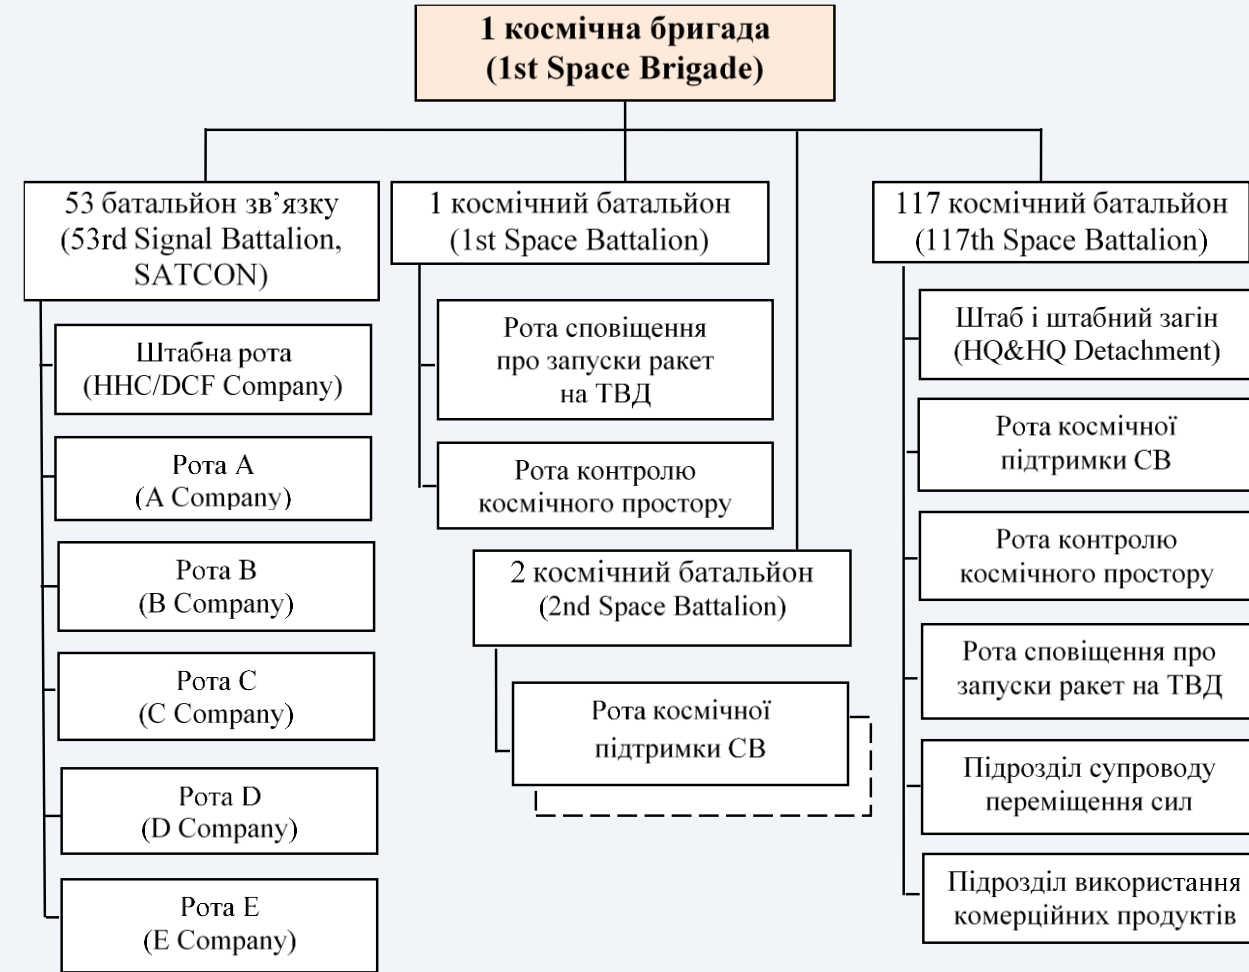 1 космічна бригада
(1st Space Brigade)
53 батальйон зв’язку
(53rd Signal Battalion,
SATCON)
Штабна рота
(HHC/DCF Company)
Рота A
(A Company)
Рота B
(B Company)
Рота C
(C Company)
Рота D
(D Company)
Рота E
(E Company)
1 космічний батальйон
(1st Space Battalion)
Рота сповіщення
про запуски ракет
на ТВД
Рота контролю
космічного простору
2 космічний батальйон
(2nd Space Battalion)
Рота космічної
підтримки СВ
117 космічний батальйон
(117th Space Battalion)
Штаб і штабний загін
(HQ&HQ Detachment)
Рота космічної
підтримки СВ
Рота контролю
космічного простору
Рота сповіщення про
запуски ракет на ТВД
Підрозділ супроводу
переміщення сил
Підрозділ використання
комерційних продуктів